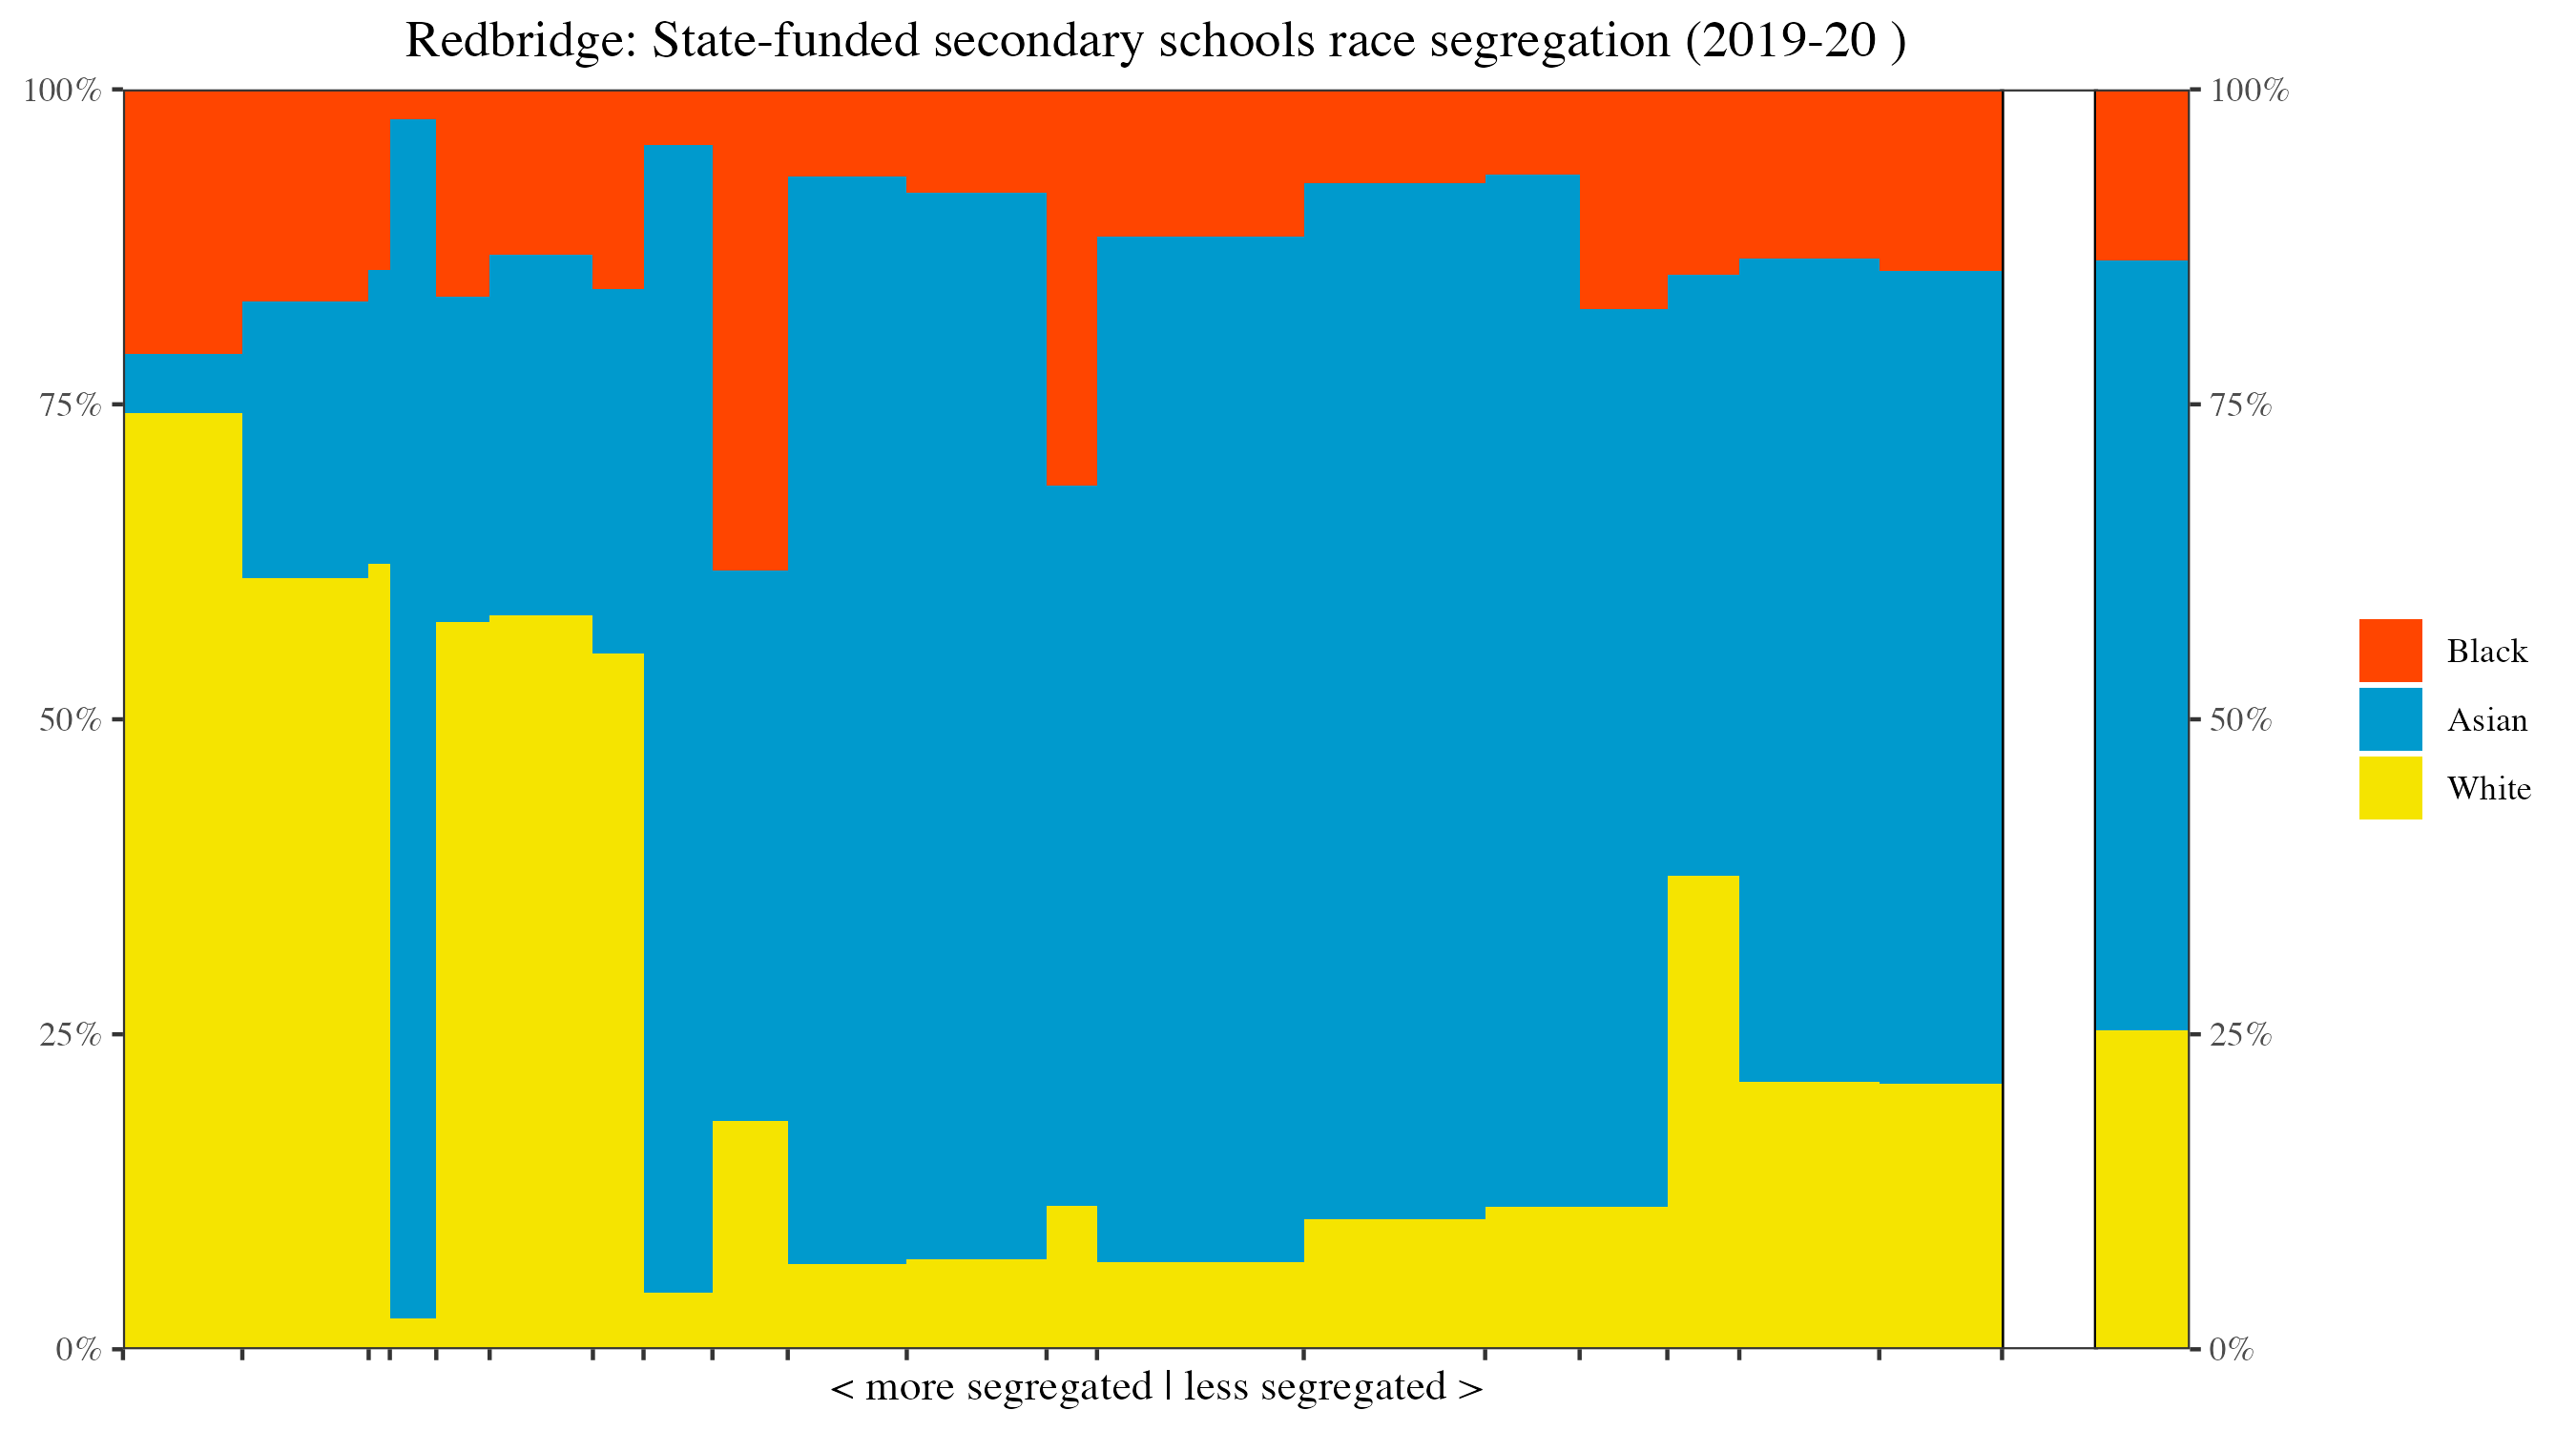 Redbridge: State-funded secondary schools race segregation (2019-20 )
100%
75%
50%
25%
0%
100%
75%
50%
25%
0%
Black
Asian
White
< more segregated | less segregated >